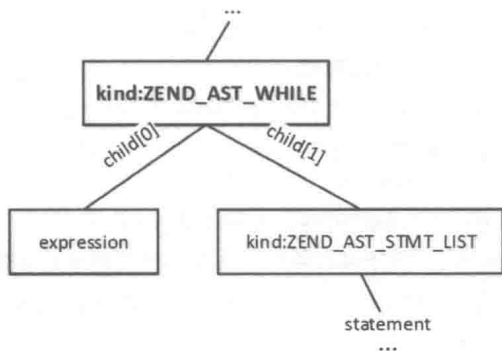 ...
kind:ZEND_AST_WHILE
child[0]
child[1]
expression
kind:ZEND_AST_STMT_LIST
statement
...